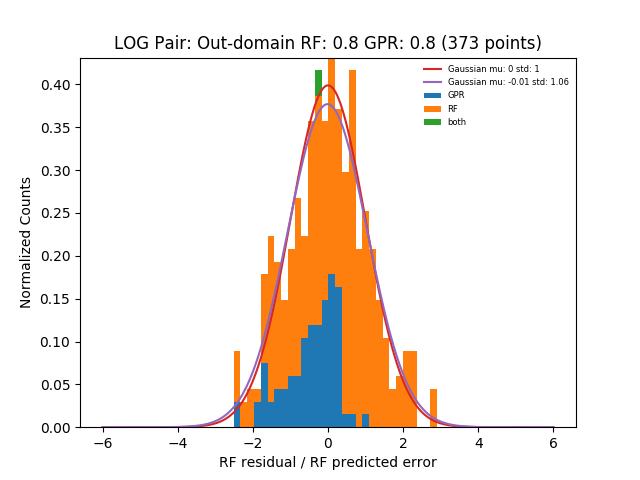 LOG Pair: Out-domain RF: 0.8 GPR: 0.8 (373 points)
Gaussian mu: 0 std: 1
Gaussian mu: -0.01 std: 1.06
GPR
RF
both
Normalized Counts
0.40
0.35
0.30
0.25
0.20
0.15
0.10
0.05
0.00
−6 −4 −2 0 2 4 6
RF residual / RF predicted error